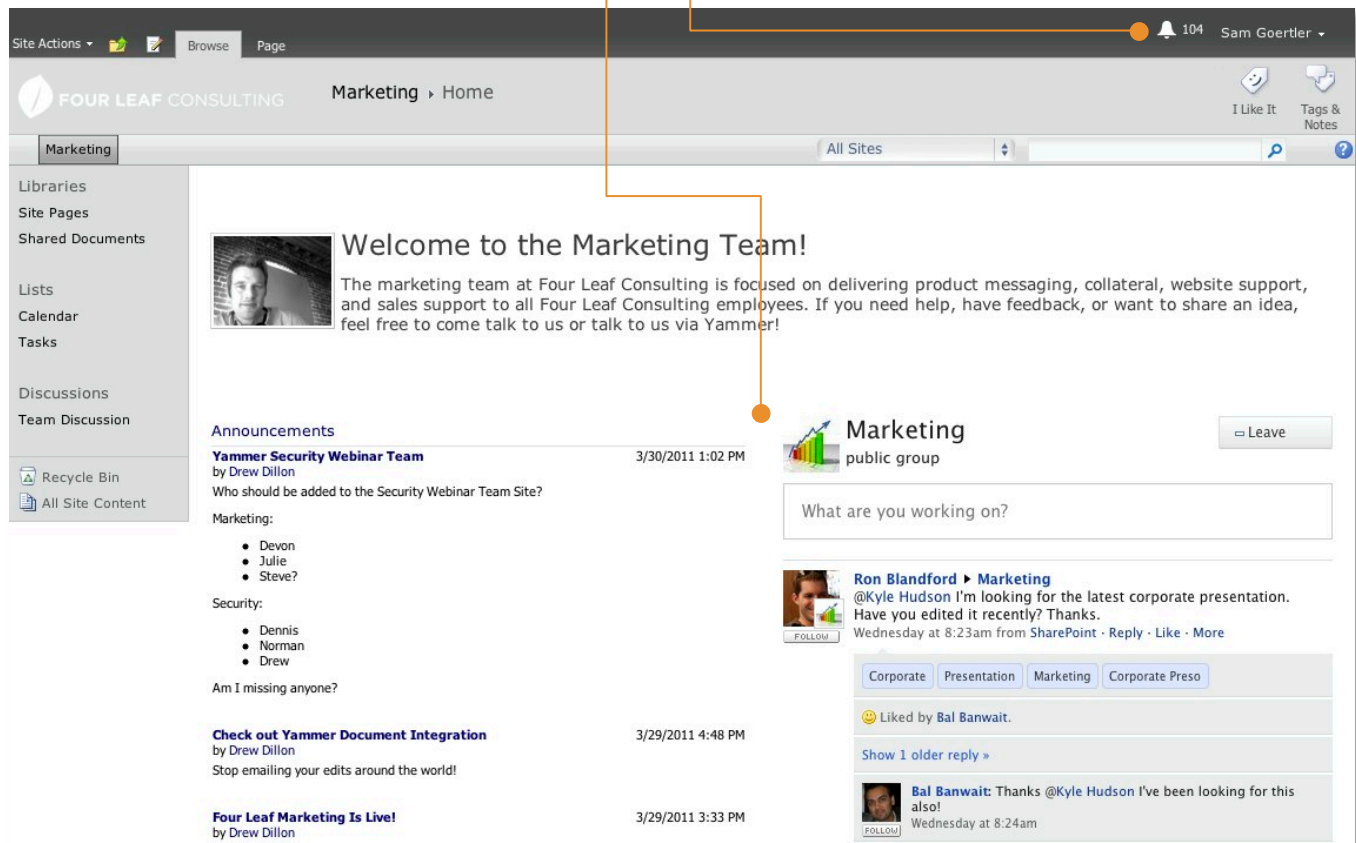 Site Actions
Browse
Page
104
Sam Goertler
FOUR LEAF CONSULTING
Marketing ▸ Home
I Like It
Tags &
Notes
Marketing
All Sites
Libraries
Site Pages
Shared Documents
Lists
Calendar
Tasks
Discussions
Team Discussion
Recycle Bin
All Site Content
Welcome to the Marketing Team!
The marketing team at Four Leaf Consulting is focused on delivering product messaging, collateral, website support,
and sales support to all Four Leaf Consulting employees. If you need help, have feedback, or want to share an idea,
feel free to come talk to us or talk to us via Yammer!
Announcements
Yammer Security Webinar Team 3/30/2011 1:02 PM
by Drew Dillon
Who should be added to the Security Webinar Team Site?
Marketing:
• Devon
• Julie
• Steve?
Security:
• Dennis
• Norman
• Drew
Am I missing anyone?
Check out Yammer Document Integration 3/29/2011 4:48 PM
by Drew Dillon
Stop emailing your edits around the world!
Four Leaf Marketing Is Live! 3/29/2011 3:33 PM
by Drew Dillon
Marketing
public group
Leave
What are you working on?
Ron Blandford ▸ Marketing
@Kyle Hudson I'm looking for the latest corporate presentation.
Have you edited it recently? Thanks.
FOLLOW
Wednesday at 8:23am from SharePoint · Reply · Like · More
Corporate Presentation Marketing Corporate Preso
Liked by Bal Banwait.
Show 1 older reply »
Bal Banwait: Thanks @Kyle Hudson I've been looking for this
also!
Wednesday at 8:24am
FOLLOW